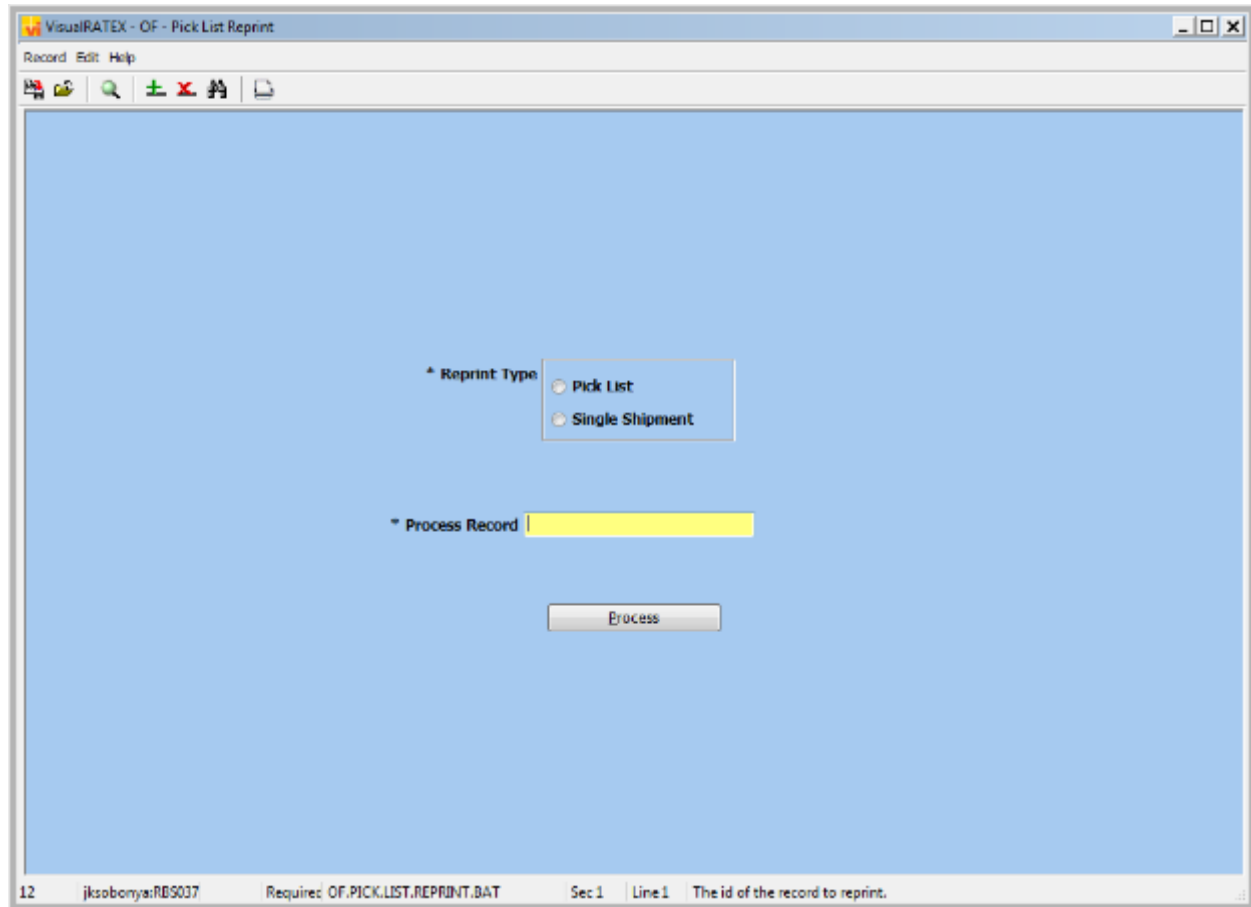 VisualRATEX - OF - Pick List Reprint
Record Edit Help
* Reprint Type
Pick List
Single Shipment
* Process Record
Process
12 jksobonya:RBS037 Required OF.PICK.LIST.REPRINT.BAT Sec 1 Line 1 The id of the record to reprint.